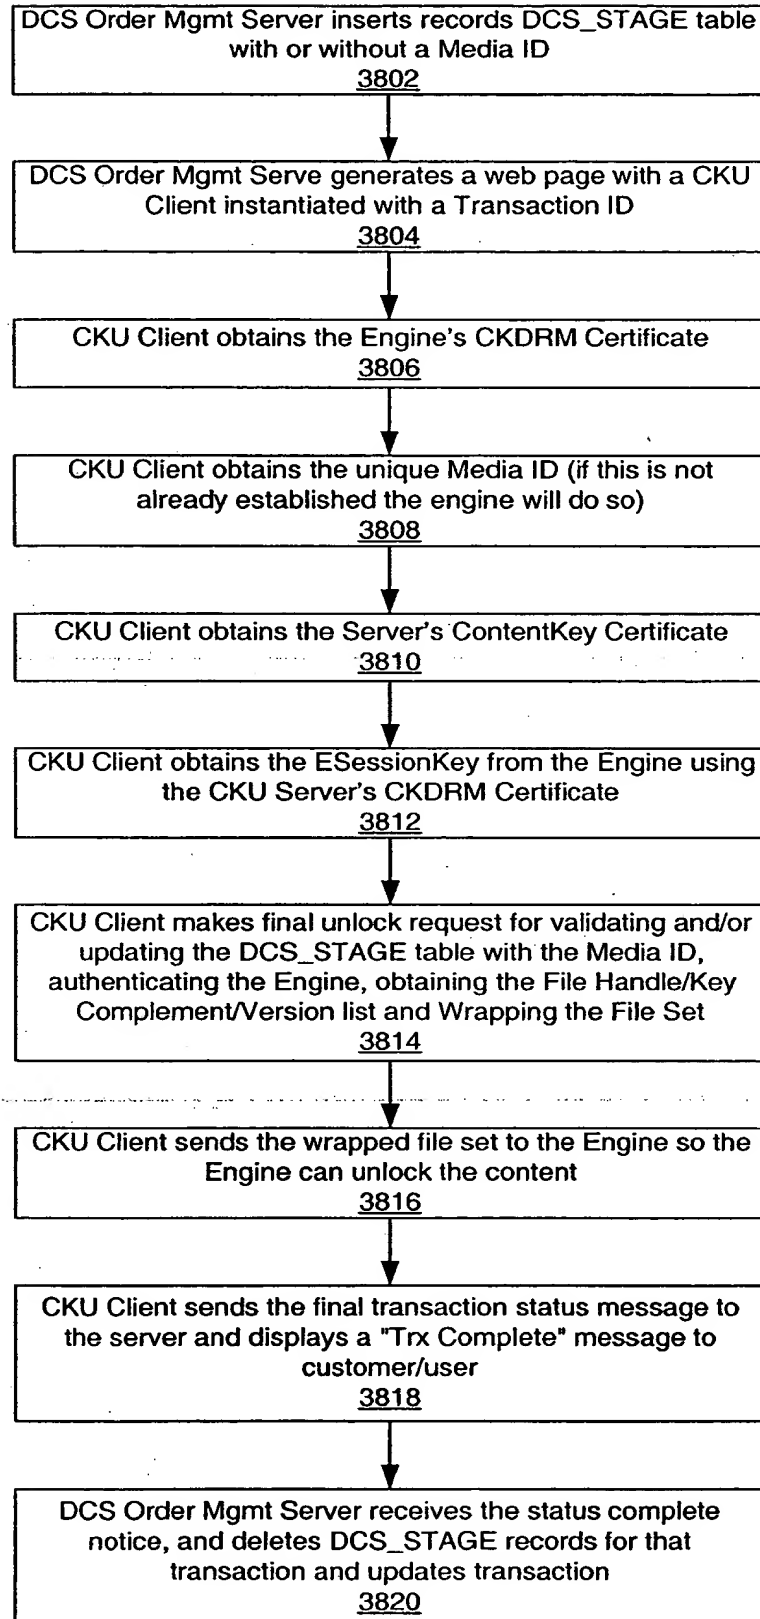 DCS Order Mgmt Server inserts records DCS_STAGE table
with or without a Media ID
3802
DCS Order Mgmt Serve generates a web page with a CKU
Client instantiated with a Transaction ID
3804
CKU Client obtains the Engine's CKDRM Certificate
3806
CKU Client obtains the unique Media ID (if this is not
already established the engine will do so)
3808
CKU Client obtains the Server's ContentKey Certificate
3810
CKU Client obtains the ESessionKey from the Engine using
the CKU Server's CKDRM Certificate
3812
CKU Client makes final unlock request for validating and/or
updating the DCS_STAGE table with the Media ID,
authenticating the Engine, obtaining the File Handle/Key
Complement/Version list and Wrapping the File Set
3814
CKU Client sends the wrapped file set to the Engine so the
Engine can unlock the content
3816
CKU Client sends the final transaction status message to
the server and displays a "Trx Complete" message to
customer/user
3818
DCS Order Mgmt Server receives the status complete
notice, and deletes DCS_STAGE records for that
transaction and updates transaction
3820